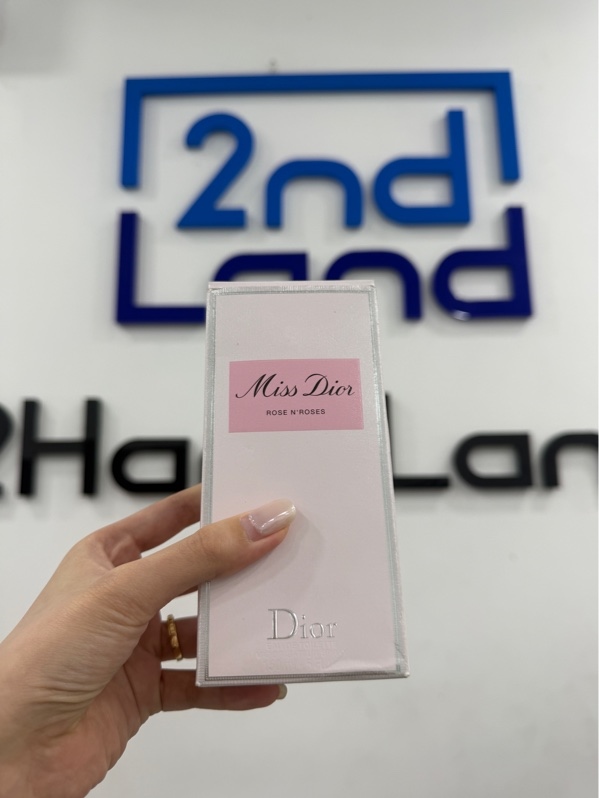 2nd
Land
Miss Dior
ROSE N'ROSES
Dior